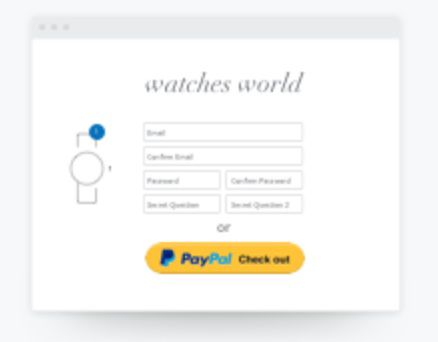 watches world
Email
Confirm Email
Password Confirm Password
Secret Question Secret Question 2
or
PayPal Check out